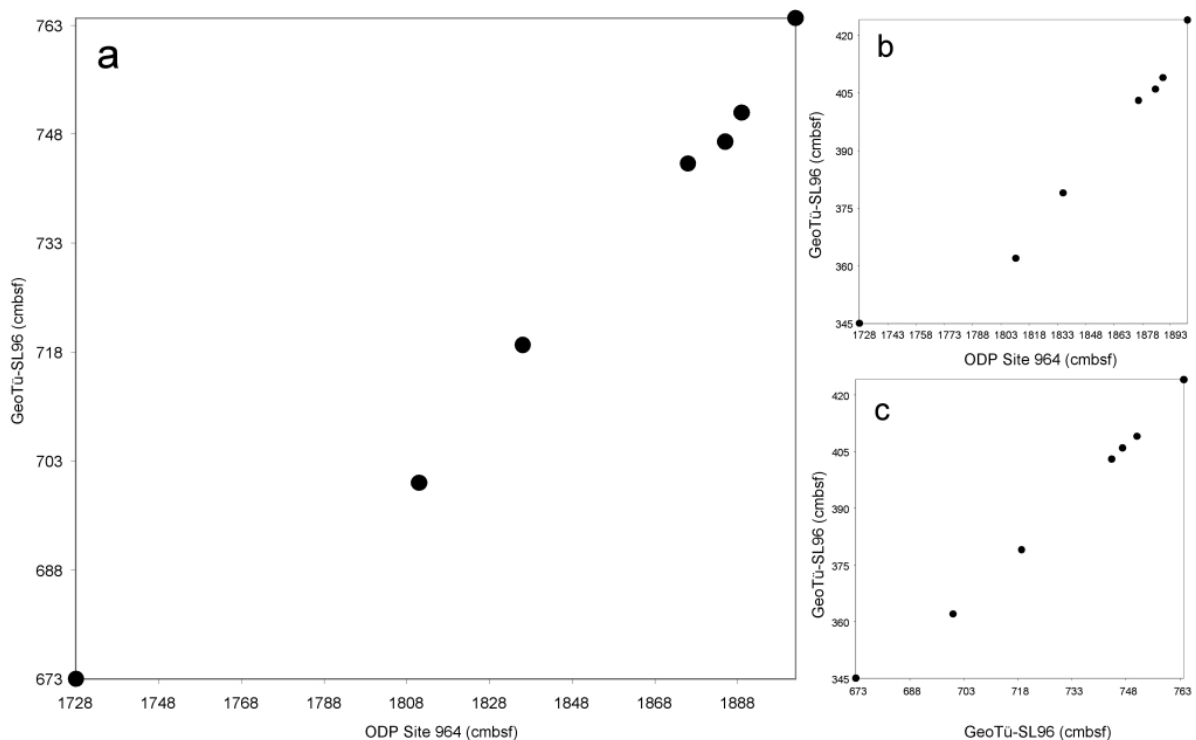 a
763
748
733
718
703
688
673
1728 1748 1768 1788 1808 1828 1848 1868 1888
GeoTü-SL96 (cmbsf)
ODP Site 964 (cmbsf)
b
420
405
390
375
360
345
1728 1743 1758 1773 1788 1803 1818 1833 1848 1863 1878 1893
GeoTü-SL96 (cmbsf)
ODP Site 964 (cmbsf)
c
420
405
390
375
360
345
673 688 703 718 733 748 763
GeoTü-SL96 (cmbsf)
GeoTü-SL96 (cmbsf)